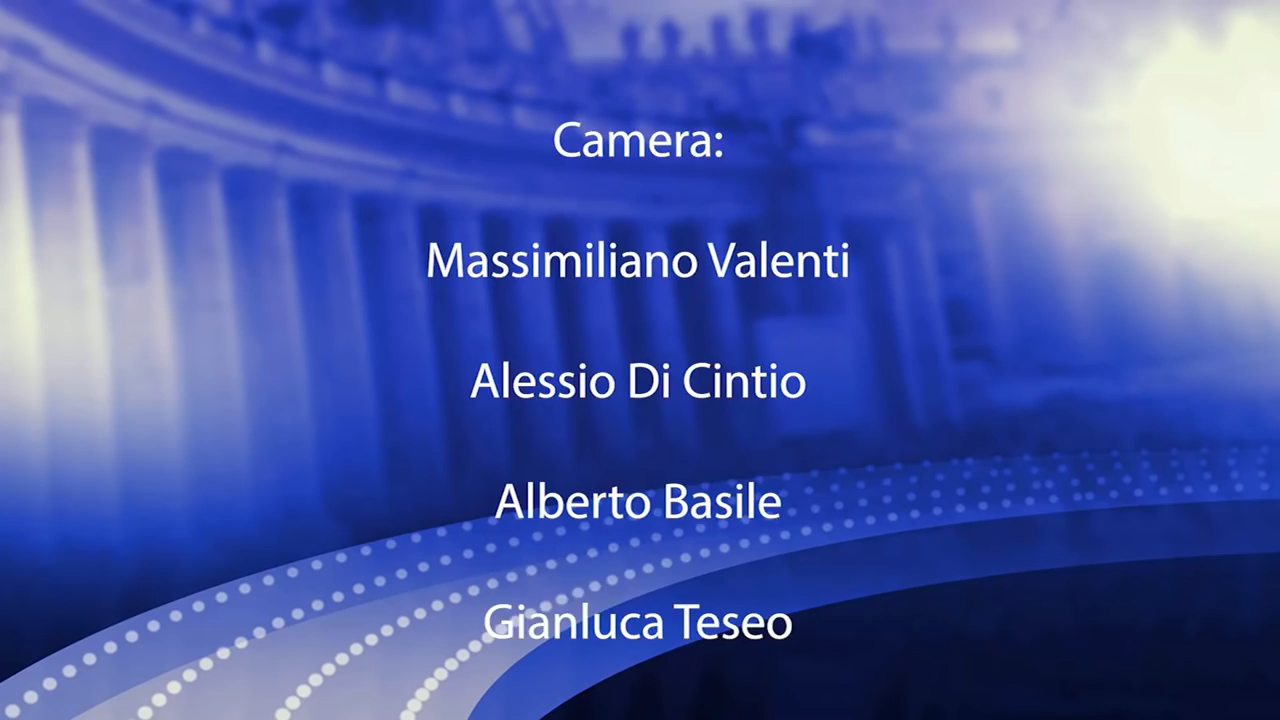 Camera:
Massimiliano Valenti
Alessio Di Cintio
Alberto Basile
Gianluca Teseo